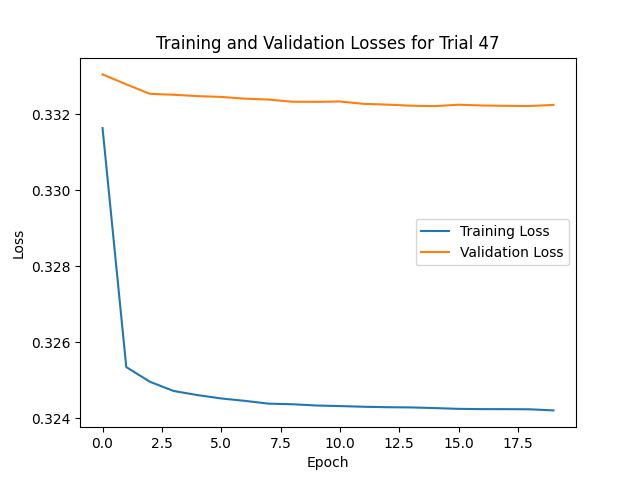 Training and Validation Losses for Trial 47
Loss
0.332
0.330
0.328
0.326
0.324
Training Loss
Validation Loss
0.0 2.5 5.0 7.5 10.0 12.5 15.0 17.5
Epoch